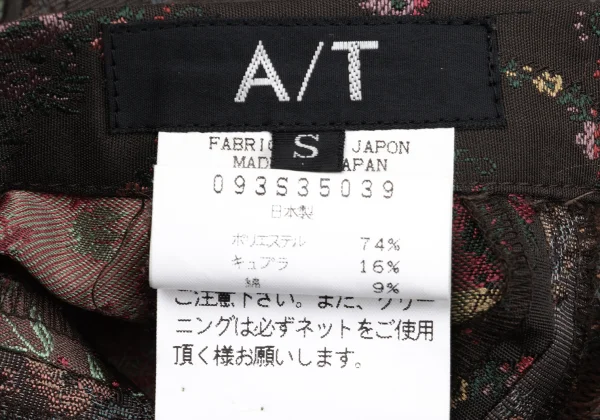 A/T
S
FABRIC JAPON
MADE JAPAN
093S35039
日本製
ポリエステル 74%
キュプラ 16%
綿 9%
ご注意下さい。また、クリー
ニングは必ずネットをご使用
頂く様お願いします。